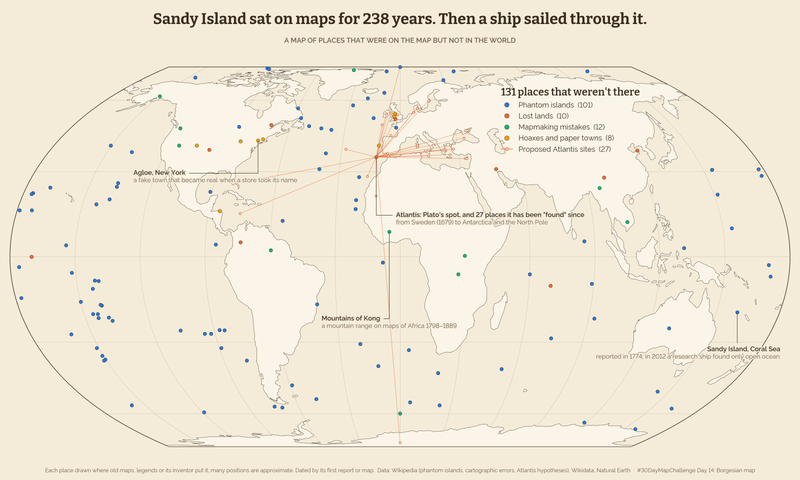 Sandy Island sat on maps for 238 years. Then a ship sailed through it.
A MAP OF PLACES THAT WERE ON THE MAP BUT NOT IN THE WORLD
131 places that weren't there
Phantom islands (101)
Lost lands (10)
Mapmaking mistakes (12)
Hoaxes and paper towns (8)
Proposed Atlantis sites (27)
Agloe, New York
a fake town that became real when a store took its name
Atlantis: Plato's spot, and 27 places it has been "found" since
from Sweden (1679) to Antarctica and the North Pole
Mountains of Kong
a mountain range on maps of Africa 1798–1889
Sandy Island, Coral Sea
reported in 1774; in 2012 a research ship found only open ocean
Each place drawn where old maps, legends or its inventor put it; many positions are approximate. Dated by its first report or map. Data: Wikipedia (phantom islands, cartographic errors, Atlantis hypotheses), Wikidata, Natural Earth · #30DayMapChallenge Day 14: Borgesian map